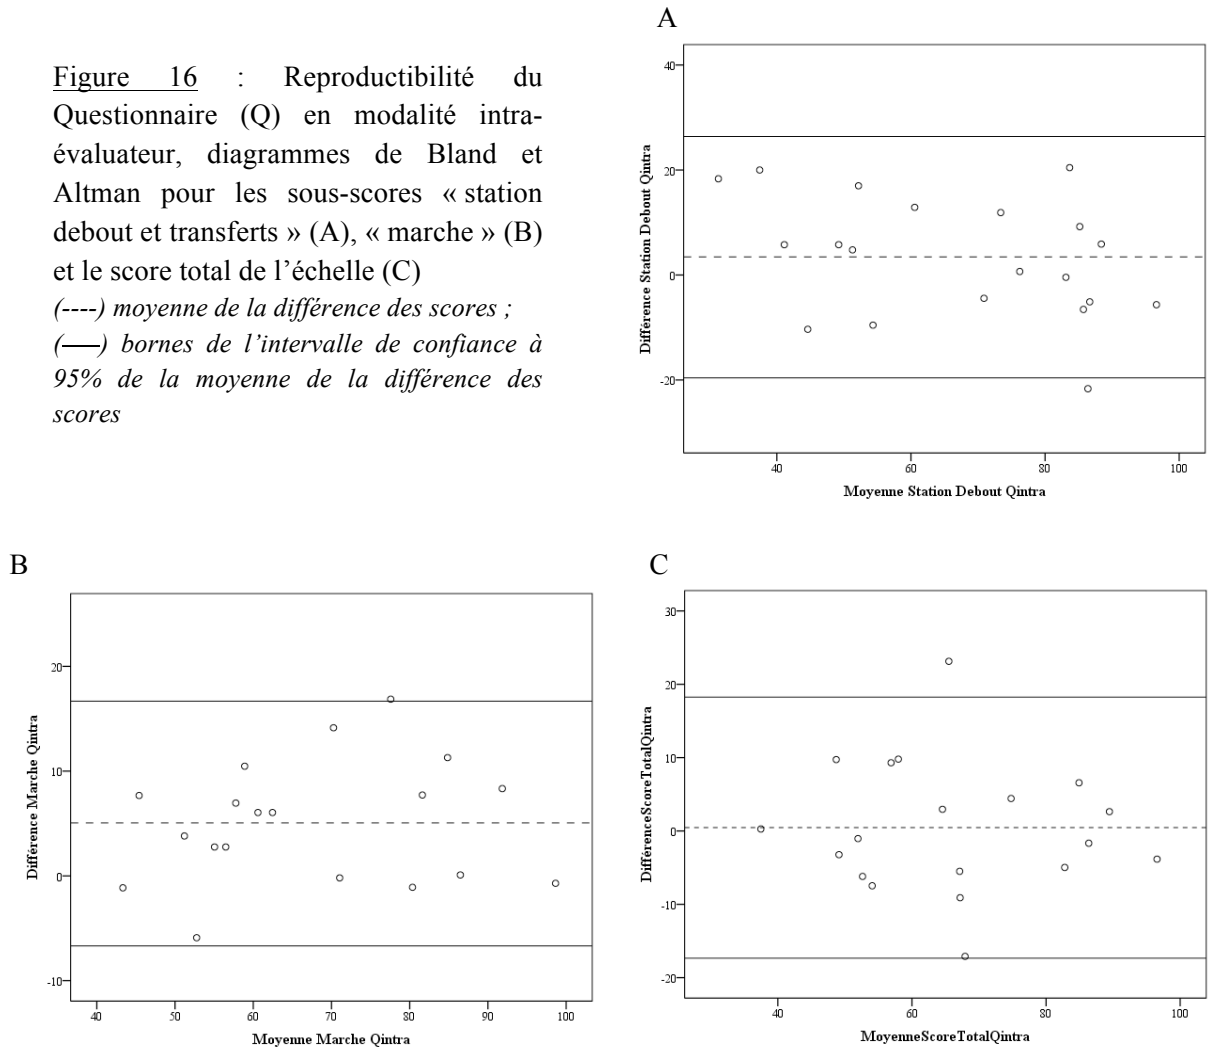 A
Figure 16 : Reproductibilité du
Questionnaire (Q) en modalité intra-
évaluateur, diagrammes de Bland et
Altman pour les sous-scores « station
debout et transferts » (A), « marche » (B)
et le score total de l’échelle (C)
(----) moyenne de la différence des scores ;
(——) bornes de l’intervalle de confiance à
95% de la moyenne de la différence des
scores
Différence Station Debout Qintra
40
20
0
-20
40 60 80 100
Moyenne Station Debout Qintra
B
Différence Marche Qintra
20
10
0
-10
40 50 60 70 80 90 100
Moyenne Marche Qintra
C
DifférenceScoreTotalQintra
30
20
10
0
-10
-20
40 60 80 100
MoyenneScoreTotalQintra